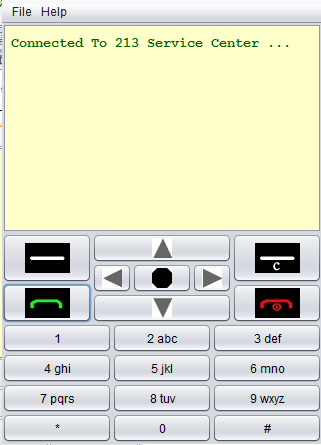 File Help
Connected To 213 Service Center ...
C
1 2 abc 3 def
4 ghi 5 jkl 6 mno
7 pqrs 8 tuv 9 wxyz
* 0 #